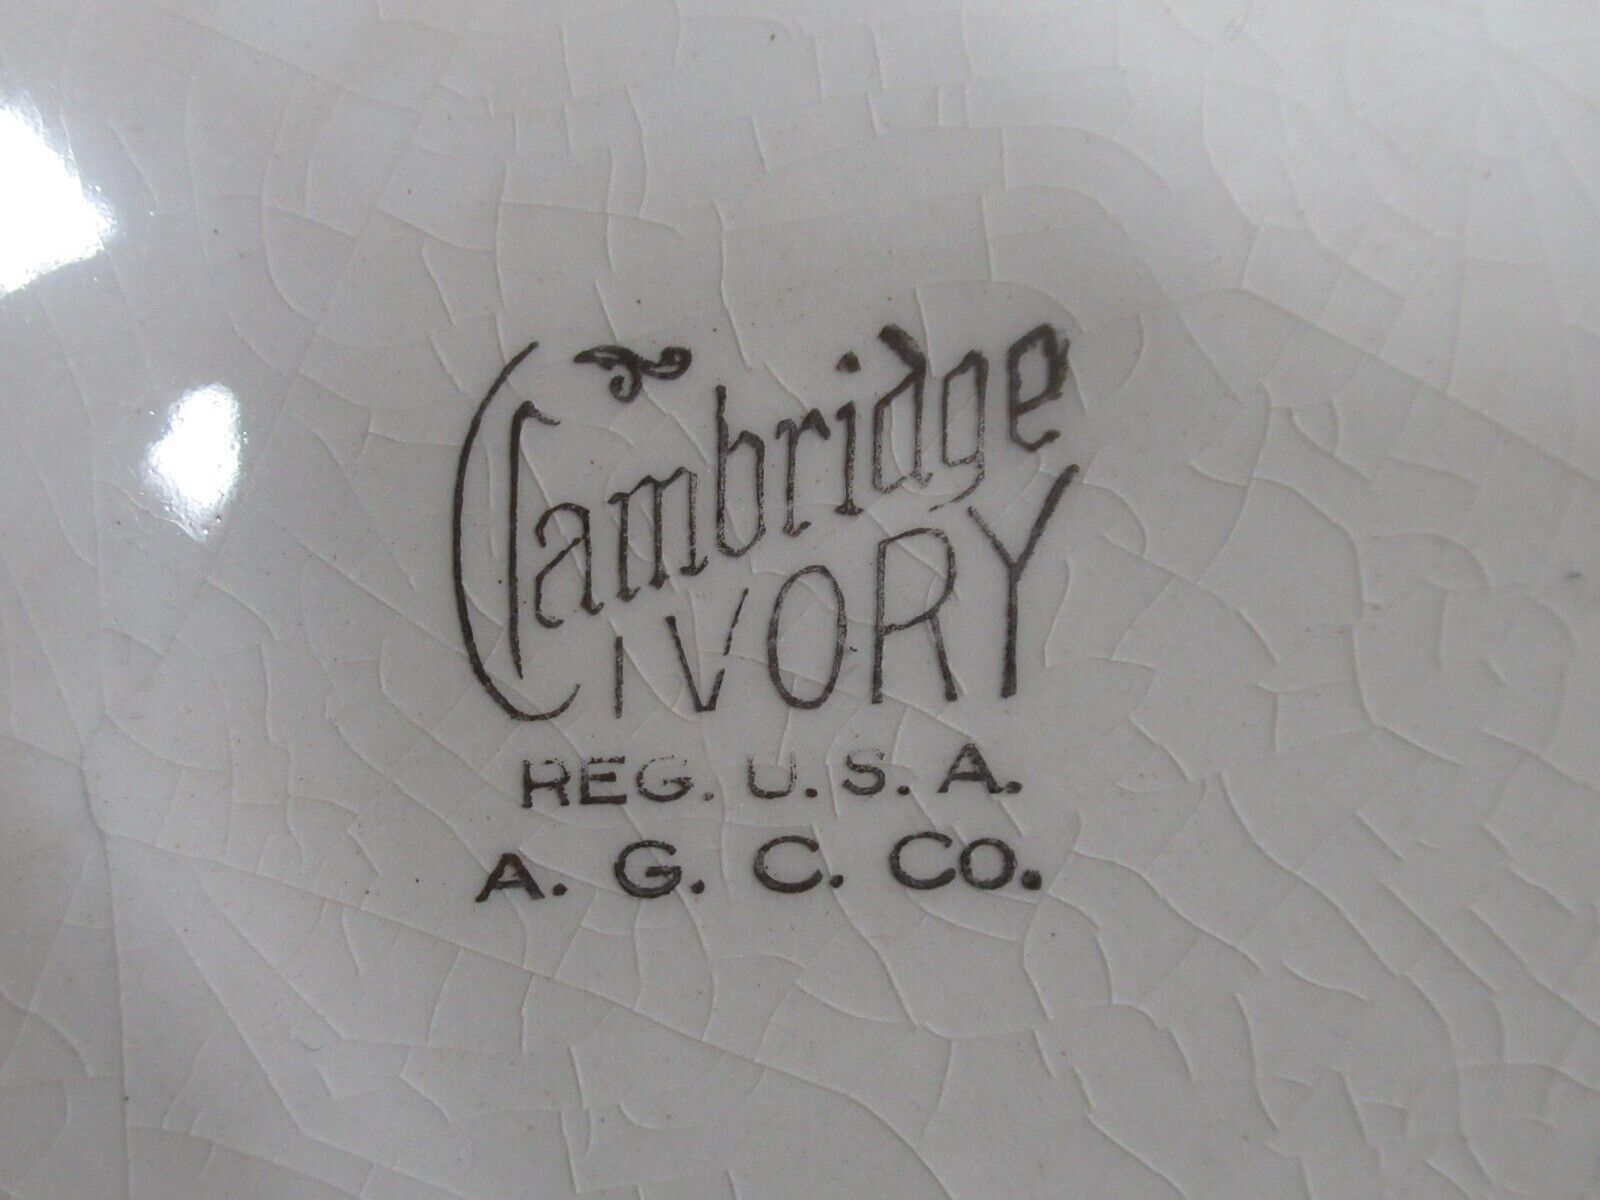 Cambridge
IVORY
REG. U. S. A.
A. G. C. CO.